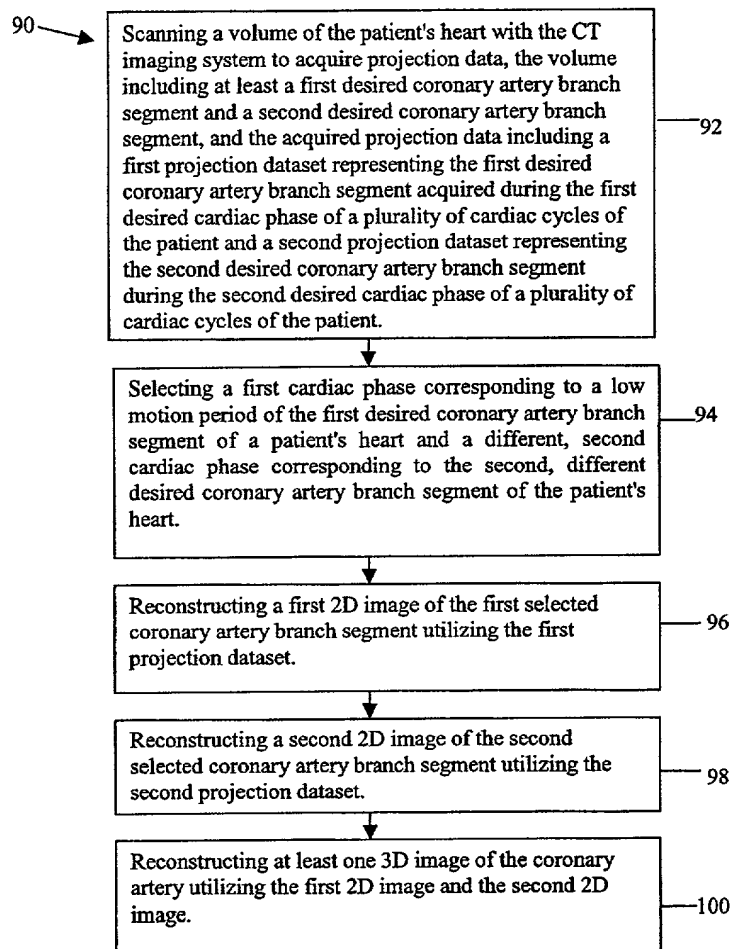 90
Scanning a volume of the patient's heart with the CT
imaging system to acquire projection data, the volume
including at least a first desired coronary artery branch
segment and a second desired coronary artery branch
segment, and the acquired projection data including a
first projection dataset representing the first desired
coronary artery branch segment acquired during the first
desired cardiac phase of a plurality of cardiac cycles of
the patient and a second projection dataset representing
the second desired coronary artery branch segment
during the second desired cardiac phase of a plurality of
cardiac cycles of the patient.
92
Selecting a first cardiac phase corresponding to a low
motion period of the first desired coronary artery branch
segment of a patient's heart and a different, second
cardiac phase corresponding to the second, different
desired coronary artery branch segment of the patient's
heart.
94
Reconstructing a first 2D image of the first selected
coronary artery branch segment utilizing the first
projection dataset.
96
Reconstructing a second 2D image of the second
selected coronary artery branch segment utilizing the
second projection dataset.
98
Reconstructing at least one 3D image of the coronary
artery utilizing the first 2D image and the second 2D
image.
100